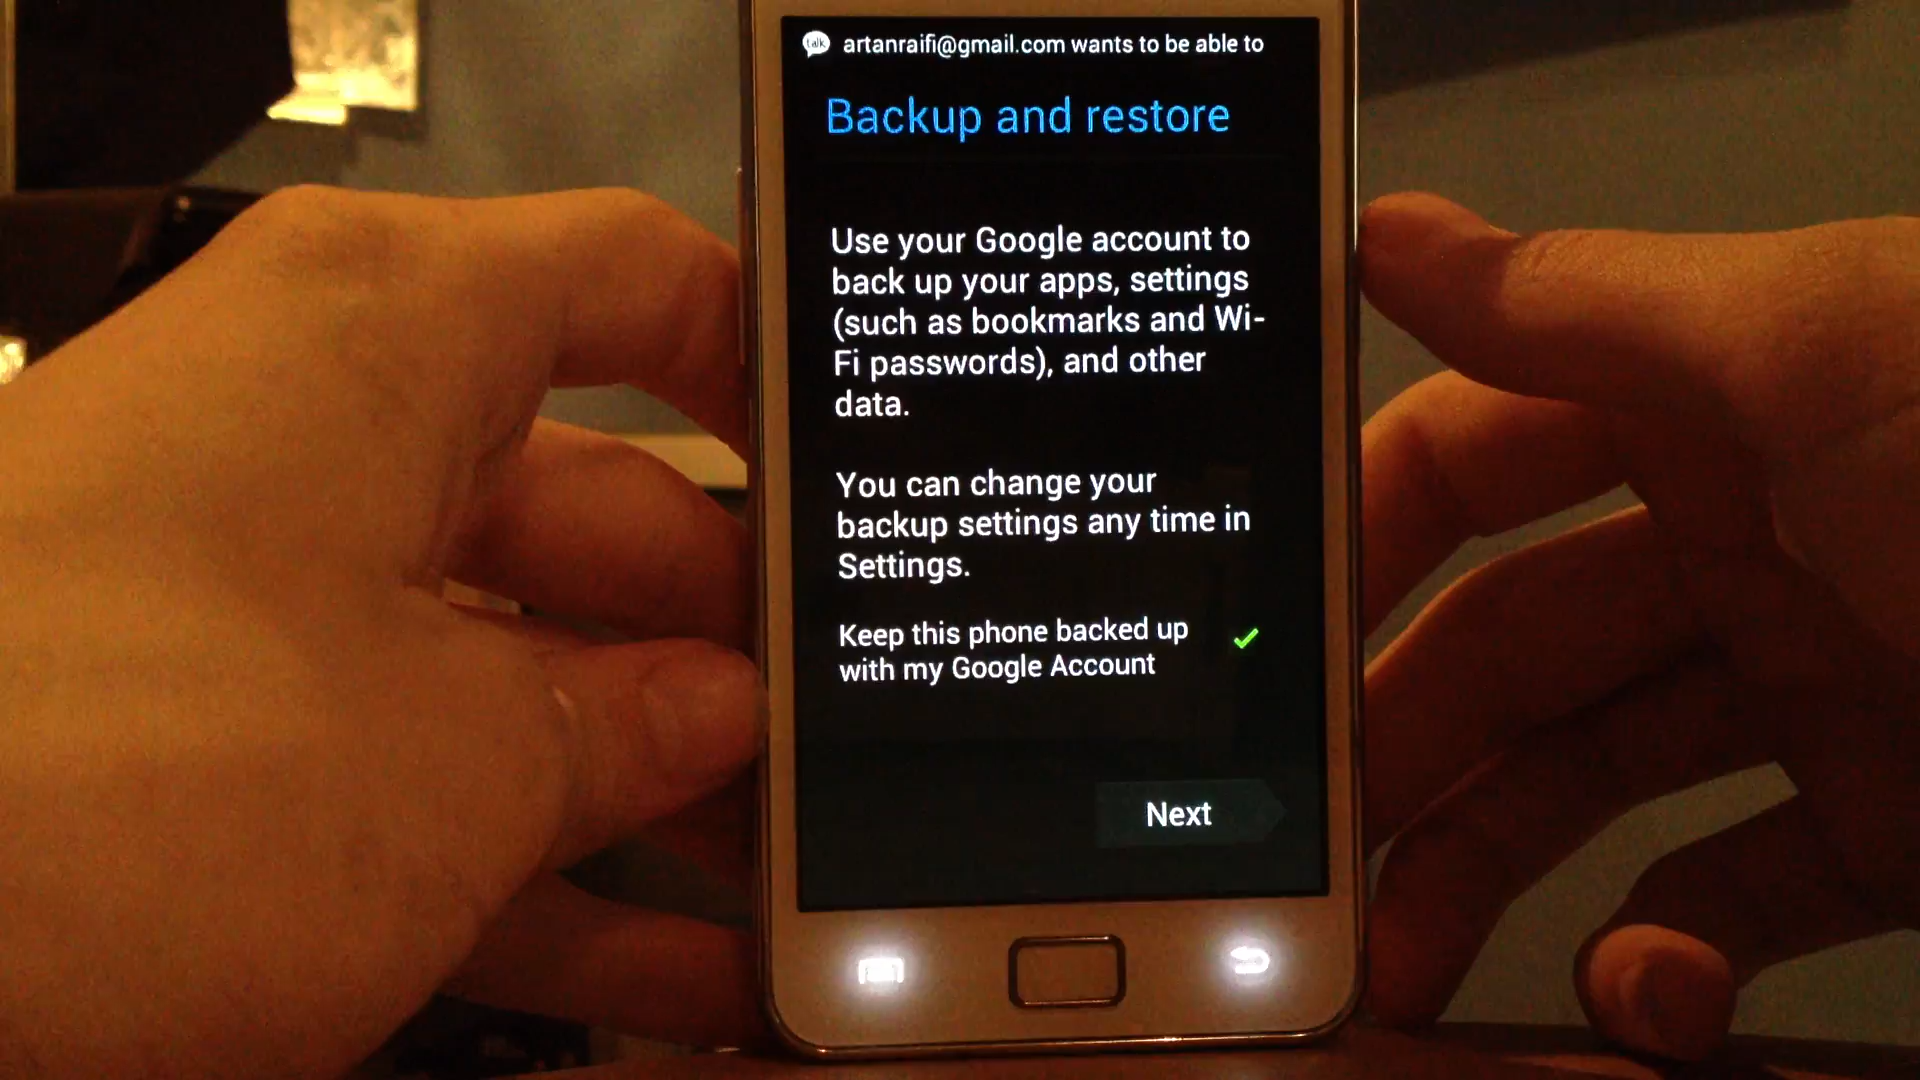 talk artanraifi@gmail.com wants to be able to
Backup and restore
Use your Google account to
back up your apps, settings
(such as bookmarks and Wi-
Fi passwords), and other
data.
You can change your
backup settings any time in
Settings.
Keep this phone backed up
with my Google Account
Next